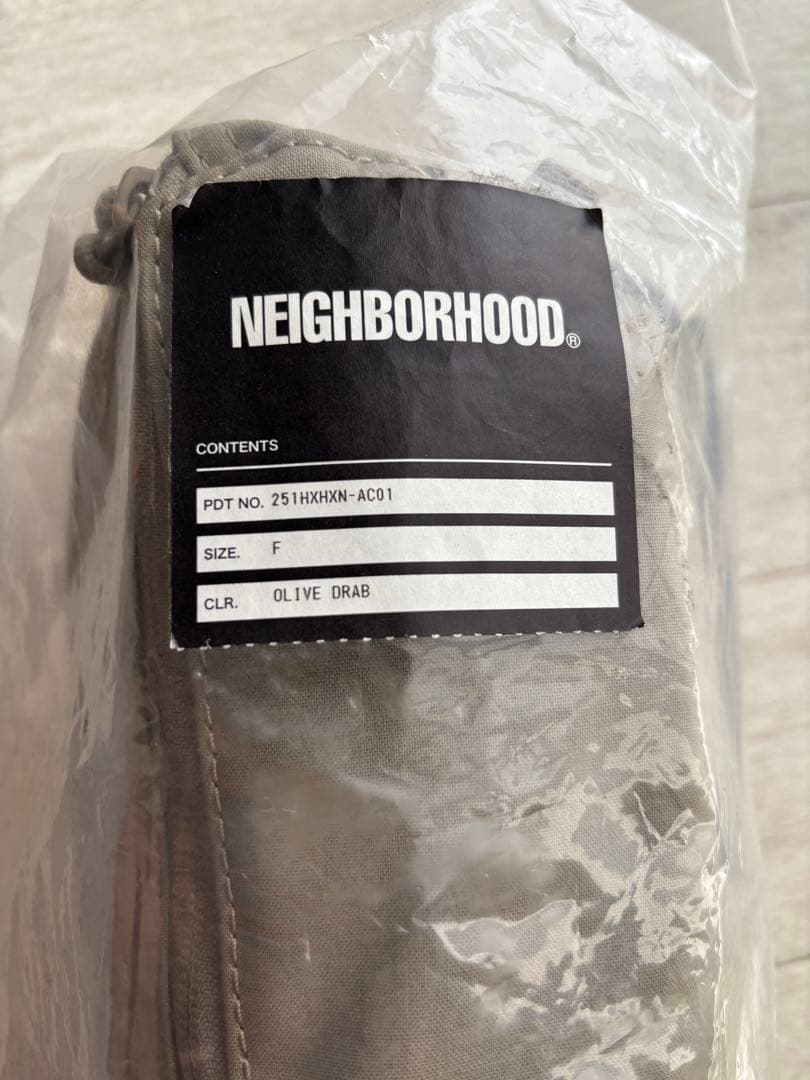 NEIGHBORHOOD®
CONTENTS
PDT NO. 251HXHXN-AC01
SIZE. F
CLR. OLIVE DRAB